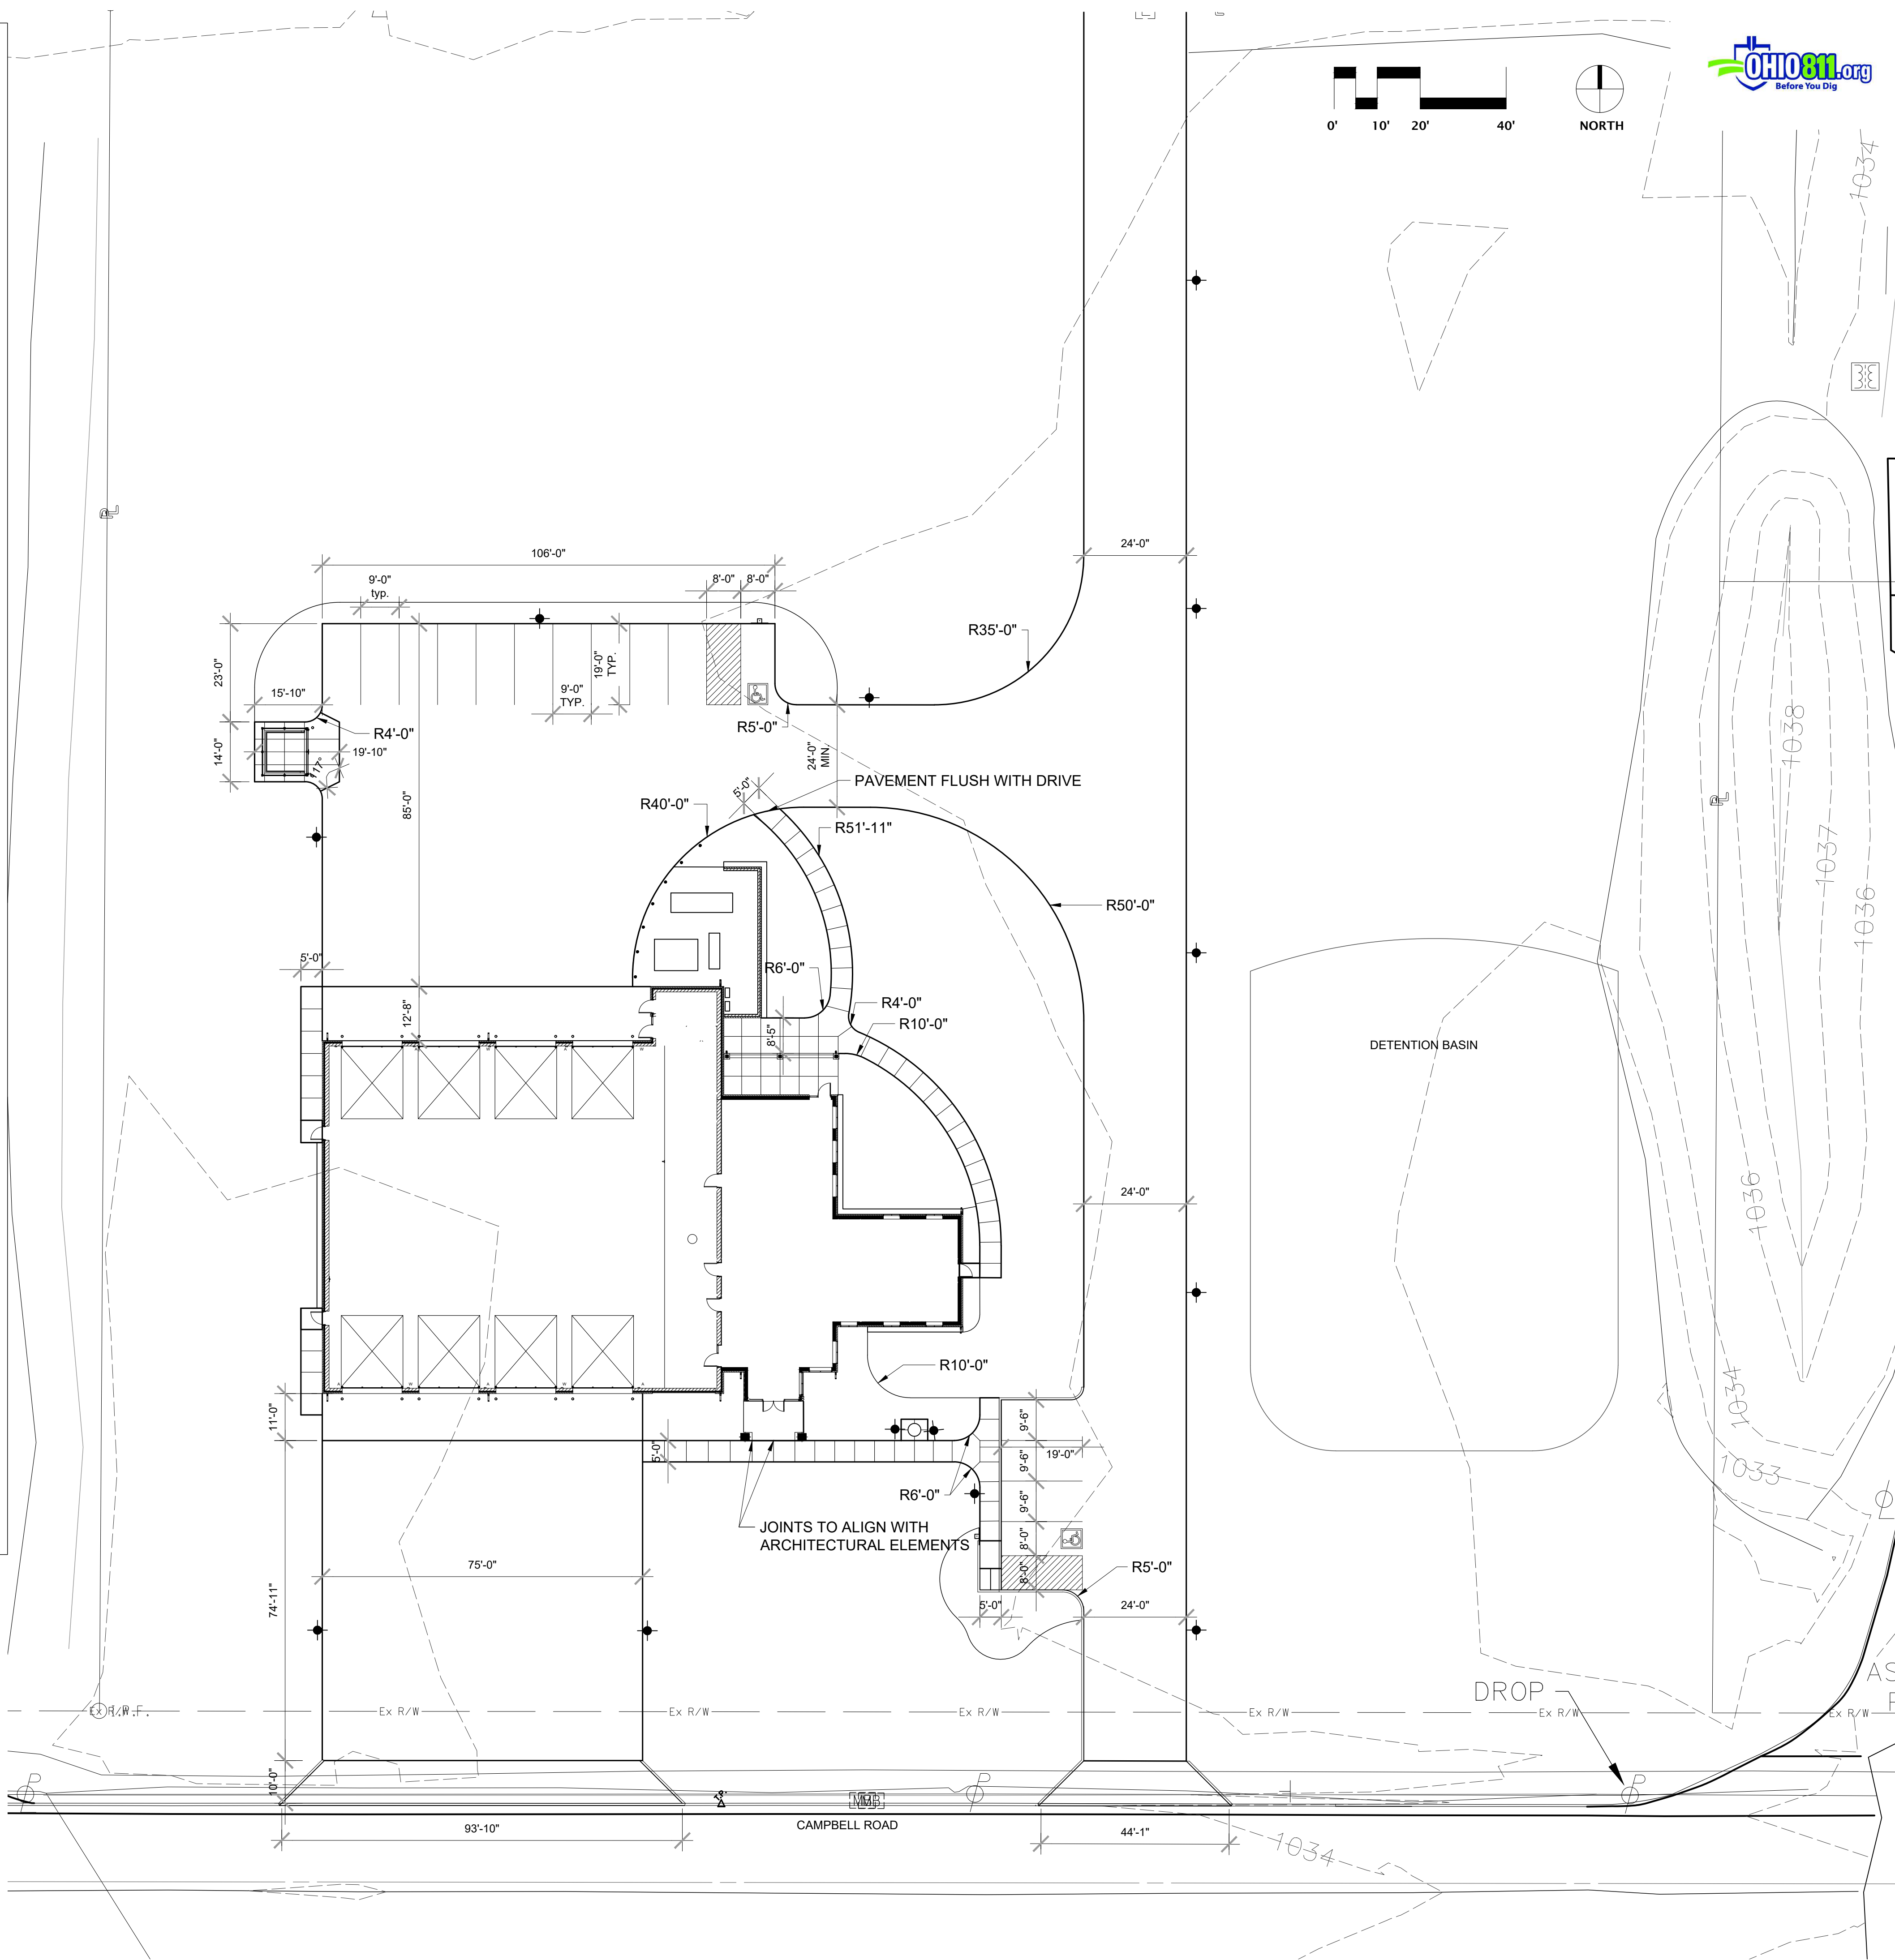 OHIO811.org
Before You Dig
0' 10' 20' 40'
NORTH
1034
106'-0"
24'-0"
9'-0"
typ.
8'-0" 8'-0"
R35'-0"
23'-0"
19'-0"
TYP.
9'-0"
TYP.
15'-10"
R5'-0"
R4'-0"
14'-0"
19'-10"
117°
24'-0"
MIN.
1038
5'-0"
PAVEMENT FLUSH WITH DRIVE
85'-0"
R40'-0"
R51'-11"
1037
R50'-0"
1036
5'-0"
R6'-0"
12'-8"
R4'-0"
R10'-0"
8'-5"
DETENTION BASIN
24'-0"
1036
R10'-0"
1034
11'-0"
9'-6"
5'-0"
19'-0"
9'-6"
1033
R6'-0"
9'-6"
JOINTS TO ALIGN WITH
ARCHITECTURAL ELEMENTS
8'-0"
75'-0"
8'-0"
R5'-0"
74'-11"
5'-0"
24'-0"
DROP
AS
Ex R/W I.P.F. Ex R/W Ex R/W Ex R/W Ex R/W Ex R/W Ex R/W
10'-0"
CAMPBELL ROAD
93'-10"
44'-1"
1034